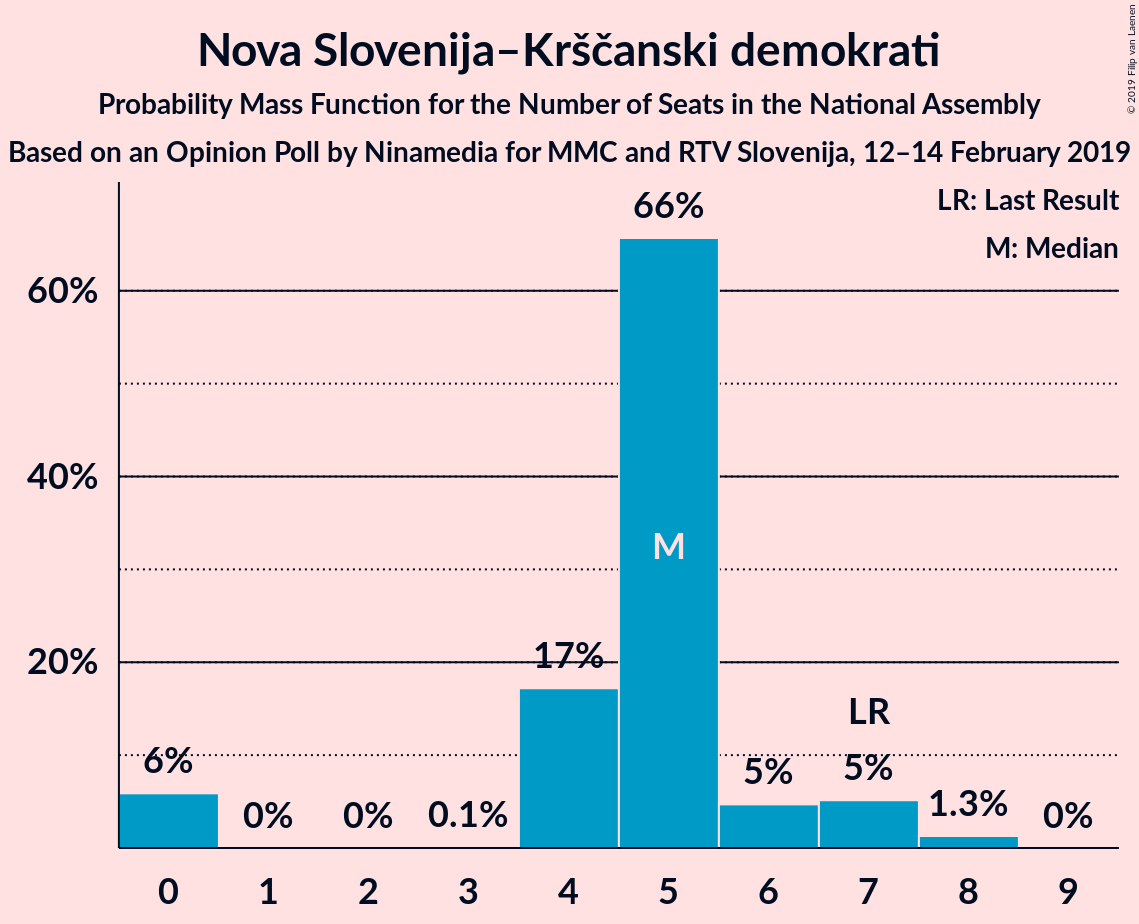 Nova Slovenija–Krščanski demokrati
Probability Mass Function for the Number of Seats in the National Assembly
Based on an Opinion Poll by Ninamedia for MMC and RTV Slovenija, 12–14 February 2019
© 2019 Filip van Laenen
LR: Last Result
M: Median
66%
60%
40%
M
17%
20%
LR
6%
5%
5%
0%
0%
0.1%
1.3%
0%
0 1 2 3 4 5 6 7 8 9